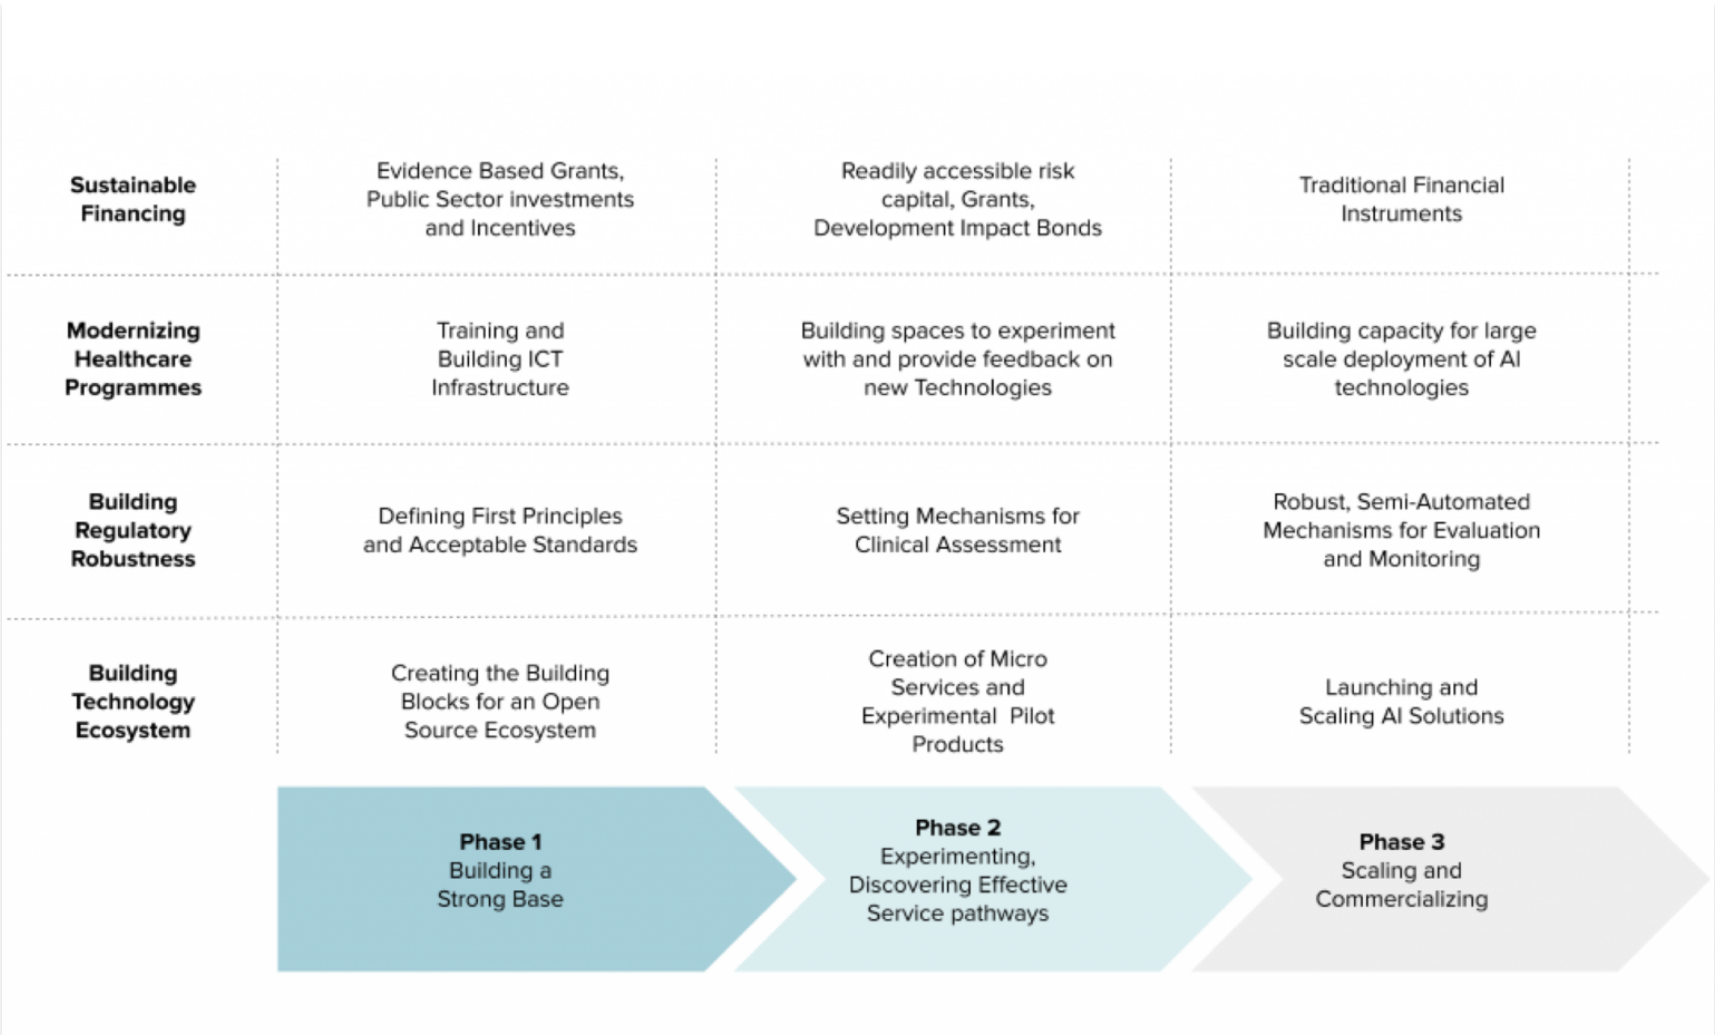 Sustainable
Financing
Evidence Based Grants,
Public Sector investments
and Incentives
Readily accessible risk
capital, Grants,
Development Impact Bonds
Traditional Financial
Instruments
Modernizing
Healthcare
Programmes
Training and
Building ICT
Infrastructure
Building spaces to experiment
with and provide feedback on
new Technologies
Building capacity for large
scale deployment of AI
technologies
Building
Regulatory
Robustness
Defining First Principles
and Acceptable Standards
Setting Mechanisms for
Clinical Assessment
Robust, Semi-Automated
Mechanisms for Evaluation
and Monitoring
Building
Technology
Ecosystem
Creating the Building
Blocks for an Open
Source Ecosystem
Creation of Micro
Services and
Experimental Pilot
Products
Launching and
Scaling AI Solutions
Phase 1
Building a
Strong Base
Phase 2
Experimenting,
Discovering Effective
Service pathways
Phase 3
Scaling and
Commercializing